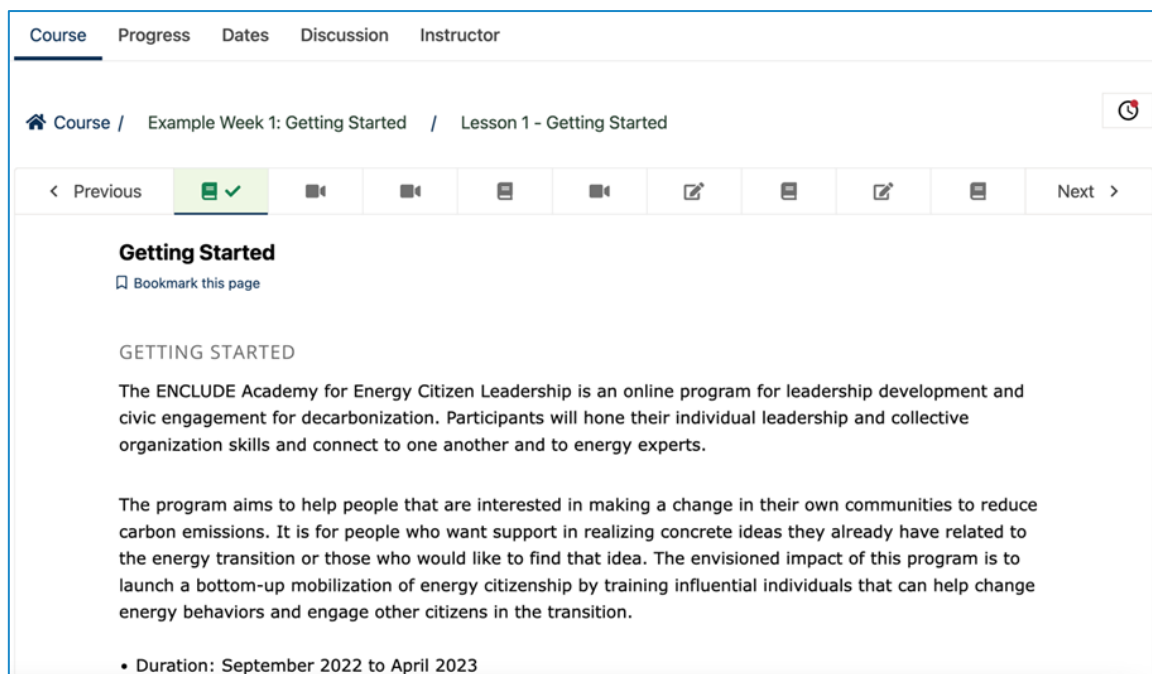 Course Progress Dates Discussion Instructor
Course / Example Week 1: Getting Started / Lesson 1 - Getting Started
< Previous Next >
Getting Started
Bookmark this page
GETTING STARTED
The ENCLUDE Academy for Energy Citizen Leadership is an online program for leadership development and
civic engagement for decarbonization. Participants will hone their individual leadership and collective
organization skills and connect to one another and to energy experts.
The program aims to help people that are interested in making a change in their own communities to reduce
carbon emissions. It is for people who want support in realizing concrete ideas they already have related to
the energy transition or those who would like to find that idea. The envisioned impact of this program is to
launch a bottom-up mobilization of energy citizenship by training influential individuals that can help change
energy behaviors and engage other citizens in the transition.
• Duration: September 2022 to April 2023